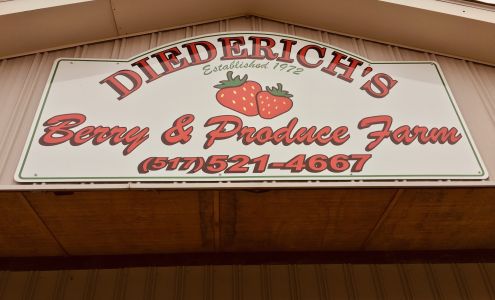 DIEDERICH'S
Established 1972
Berry & Produce Farm
(517)521-4667